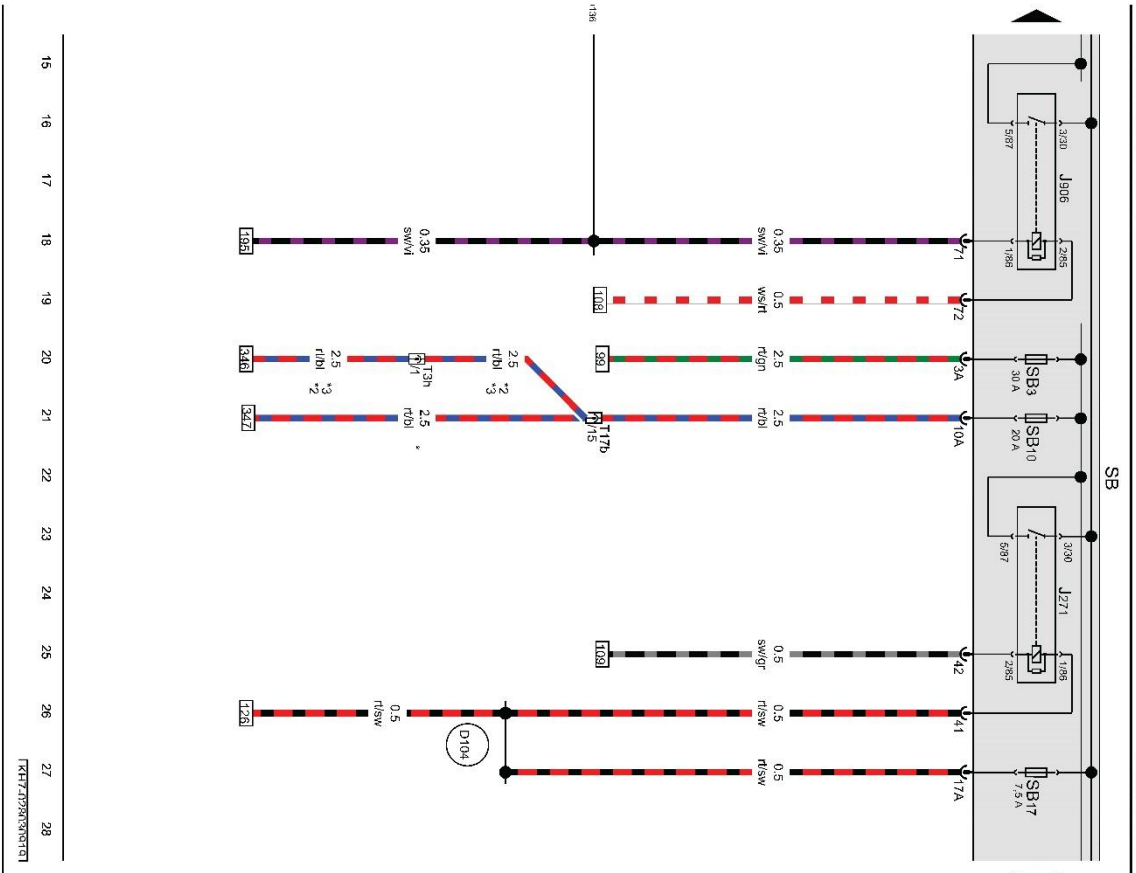 SB
3/30
5/87
J906
2/85
1/86
SB3
30 A
SB10
20 A
3/30
5/87
J271
1/86
2/85
SB17
7,5 A
71
72
3A
10A
42
41
17A
0.35
sw/vi
0.5
ws/rt
2.5
rt/gn
2.5
rt/bl
0.5
sw/gr
0.5
rt/sw
0.5
rt/sw
108
99
T17b
/15
109
2.5
rt/bl
*2
*3
D104
0.35
sw/vi
T3h
/1
2.5
rt/bl
*
0.5
rt/sw
2.5
rt/bl
*3
*2
195
346
347
126
15
16
17
18
19
20
21
22
23
24
25
26
27
28